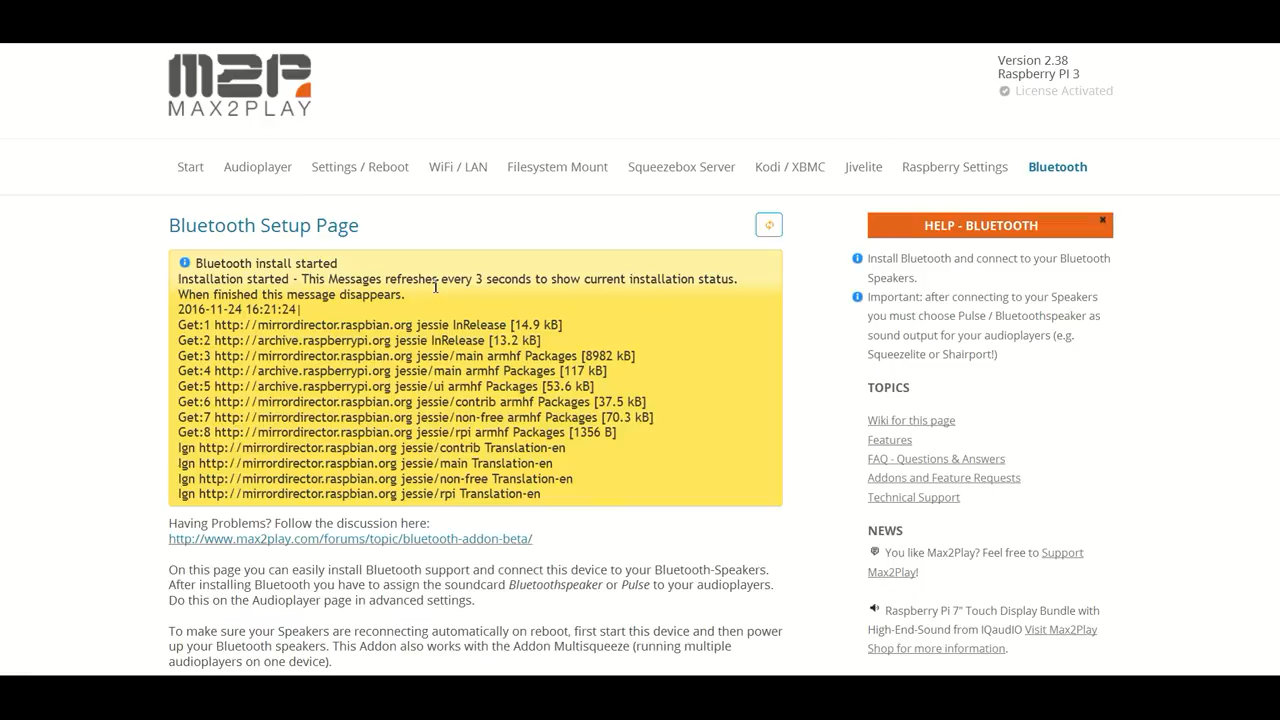 M2P
MAX2PLAY
Version 2.38
Raspberry PI 3
License Activated
Start Audioplayer Settings / Reboot WiFi / LAN Filesystem Mount Squeezebox Server Kodi / XBMC Jivelite Raspberry Settings Bluetooth
Bluetooth Setup Page
Bluetooth install started
Installation started - This Messages refreshes every 3 seconds to show current installation status.
When finished this message disappears.
2016-11-24 16:21:24|
Get:1 http://mirrordirector.raspbian.org jessie InRelease [14.9 kB]
Get:2 http://archive.raspberrypi.org jessie InRelease [13.2 kB]
Get:3 http://mirrordirector.raspbian.org jessie/main armhf Packages [8982 kB]
Get:4 http://archive.raspberrypi.org jessie/main armhf Packages [117 kB]
Get:5 http://archive.raspberrypi.org jessie/ui armhf Packages [53.6 kB]
Get:6 http://mirrordirector.raspbian.org jessie/contrib armhf Packages [37.5 kB]
Get:7 http://mirrordirector.raspbian.org jessie/non-free armhf Packages [70.3 kB]
Get:8 http://mirrordirector.raspbian.org jessie/rpi armhf Packages [1356 B]
Ign http://mirrordirector.raspbian.org jessie/contrib Translation-en
Ign http://mirrordirector.raspbian.org jessie/main Translation-en
Ign http://mirrordirector.raspbian.org jessie/non-free Translation-en
Ign http://mirrordirector.raspbian.org jessie/rpi Translation-en
Having Problems? Follow the discussion here:
http://www.max2play.com/forums/topic/bluetooth-addon-beta/
On this page you can easily install Bluetooth support and connect this device to your Bluetooth-Speakers.
After installing Bluetooth you have to assign the soundcard Bluetoothspeaker or Pulse to your audioplayers.
Do this on the Audioplayer page in advanced settings.
To make sure your Speakers are reconnecting automatically on reboot, first start this device and then power
up your Bluetooth speakers. This Addon also works with the Addon Multisqueeze (running multiple
audioplayers on one device).
HELP - BLUETOOTH
Install Bluetooth and connect to your Bluetooth
Speakers.
Important: after connecting to your Speakers
you must choose Pulse / Bluetoothspeaker as
sound output for your audioplayers (e.g.
Squeezelite or Shairport!)
TOPICS
Wiki for this page
Features
FAQ - Questions & Answers
Addons and Feature Requests
Technical Support
NEWS
You like Max2Play? Feel free to Support
Max2Play!
Raspberry Pi 7" Touch Display Bundle with
High-End-Sound from IQaudIO Visit Max2Play
Shop for more information.